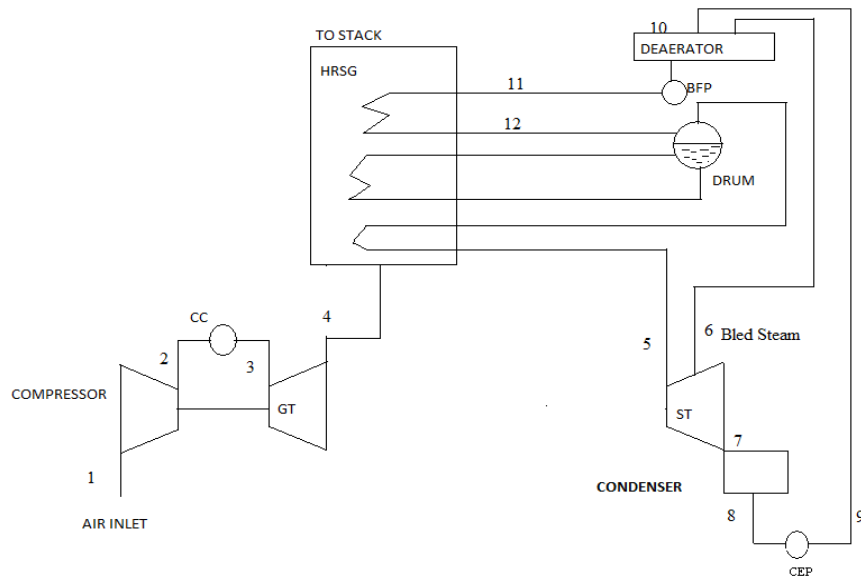 TO STACK
10
DEAERATOR
HRSG
11
BFP
12
DRUM
4
CC
2
3
5
6
Bled Steam
COMPRESSOR
GT
ST
7
1
CONDENSER
8
9
AIR INLET
CEP